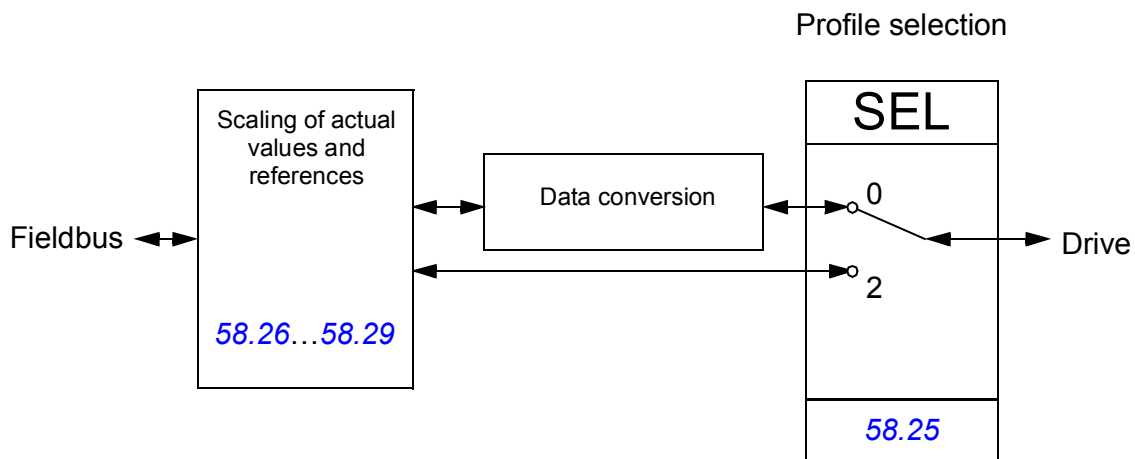 Profile selection
SEL
Scaling of actual
values and
references
Data conversion
0
Fieldbus
Drive
2
58.26…58.29
58.25